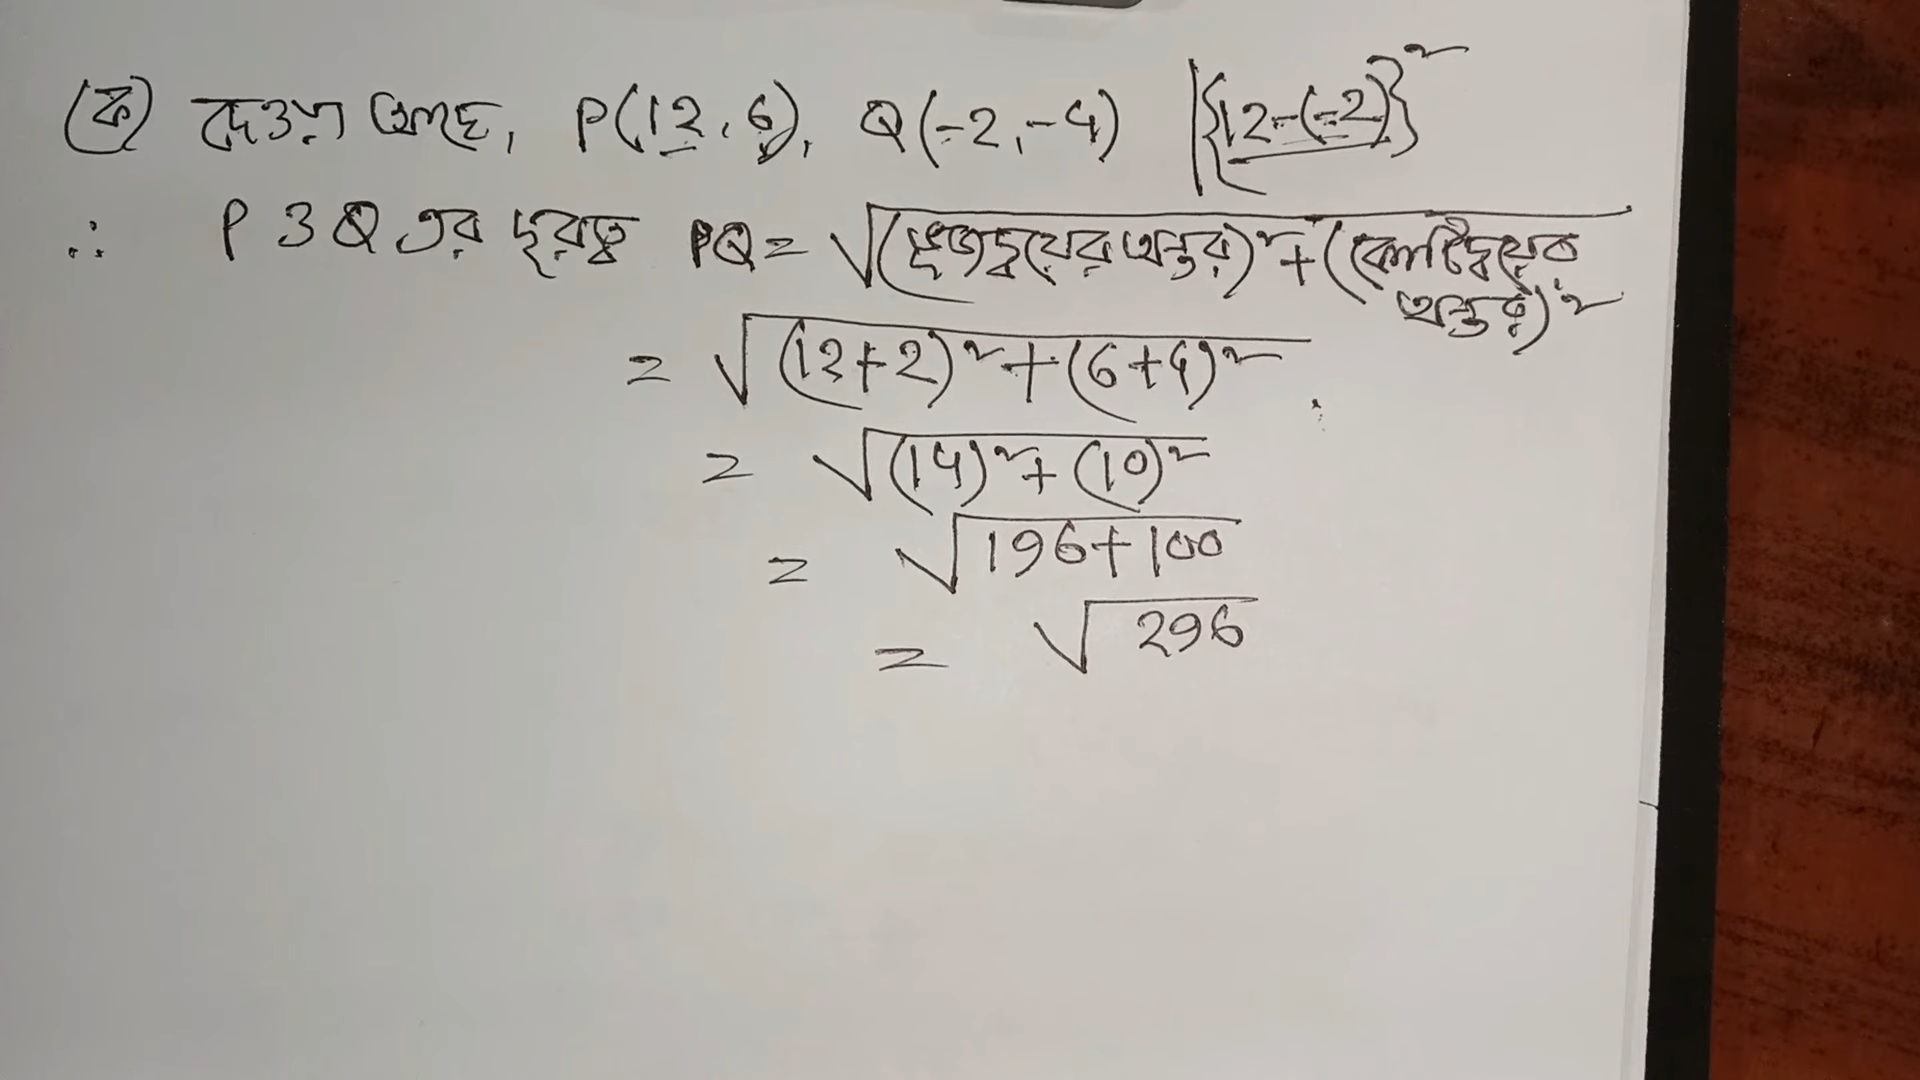 (ক) দেওয়া আছে, P(12, 6), Q(-2, -4) |{12-(-2)}²
∴ P ও Q এর দূরত্ব PQ = √(ভুজদ্বয়ের অন্তর)² + (কোটিদ্বয়ের অন্তর)²
= √(12+2)² + (6+4)²
= √(14)² + (10)²
= √196+100
= √296